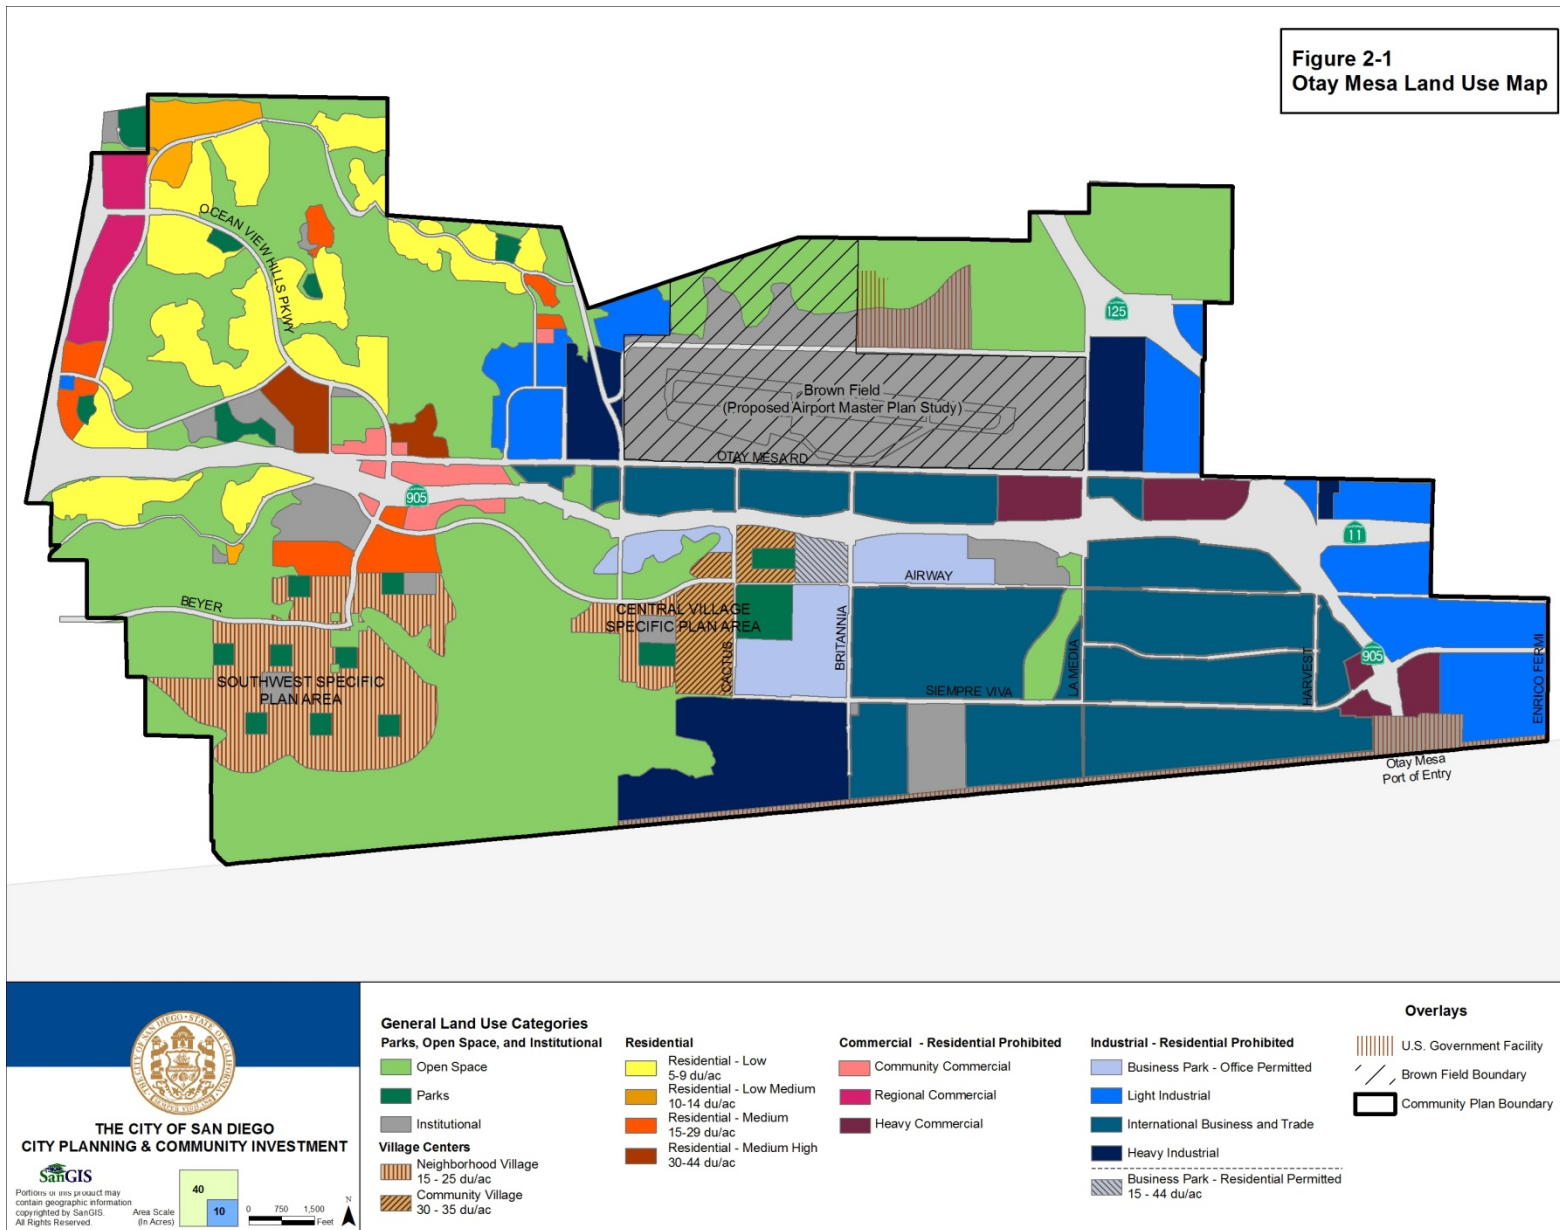 Figure 2-1
Otay Mesa Land Use Map
OCEAN VIEW HILLS PKWY
125
Brown Field
(Proposed Airport Master Plan Study)
OTAY MESA RD
905
11
AIRWAY
BEYER
CENTRAL VILLAGE
SPECIFIC PLAN AREA
CACTUS
BRITANNIA
LA MEDIA
HARVEST
905
ENRICO FERMI
SOUTHWEST SPECIFIC
PLAN AREA
SIEMPRE VIVA
Otay Mesa
Port of Entry
THE CITY OF SAN DIEGO
CITY PLANNING & COMMUNITY INVESTMENT
SanGIS
Portions of this product may
contain geographic information
copyrighted by SanGIS.
All Rights Reserved.
Area Scale
(In Acres)
40
10
0 750 1,500
Feet
N
General Land Use Categories
Parks, Open Space, and Institutional
Open Space
Parks
Institutional
Village Centers
Neighborhood Village
15 - 25 du/ac
Community Village
30 - 35 du/ac
Residential
Residential - Low
5-9 du/ac
Residential - Low Medium
10-14 du/ac
Residential - Medium
15-29 du/ac
Residential - Medium High
30-44 du/ac
Commercial - Residential Prohibited
Community Commercial
Regional Commercial
Heavy Commercial
Industrial - Residential Prohibited
Business Park - Office Permitted
Light Industrial
International Business and Trade
Heavy Industrial
Business Park - Residential Permitted
15 - 44 du/ac
Overlays
U.S. Government Facility
Brown Field Boundary
Community Plan Boundary